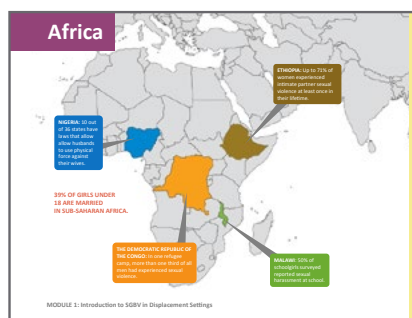 Africa
ETHIOPIA: Up to 71% of
women experienced
intimate partner sexual
violence at least once in
their lifetime.
NIGERIA: 10 out
of 36 states have
laws that allow
allow husbands
to use physical
force against
their wives.
39% OF GIRLS UNDER
18 ARE MARRIED
IN SUB-SAHARAN AFRICA.
THE DEMOCRATIC REPUBLIC OF
THE CONGO: In one refugee
camp, more than one third of all
men had experienced sexual
violence.
MALAWI: 50% of
schoolgirls surveyed
reported sexual
harassment at school.
MODULE 1: Introduction to SGBV in Displacement Settings